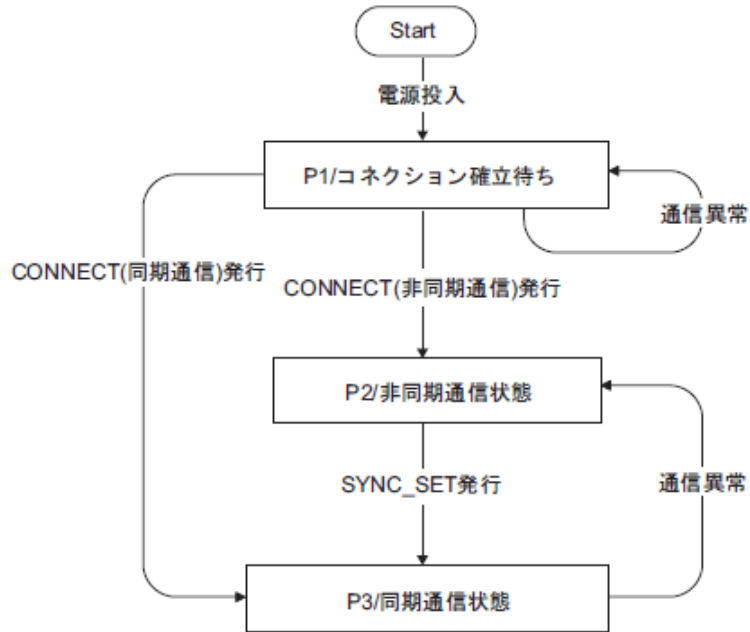 Start
電源投入
P1/コネクション確立待ち
通信異常
CONNECT(同期通信)発行
CONNECT(非同期通信)発行
P2/非同期通信状態
SYNC_SET発行
通信異常
P3/同期通信状態